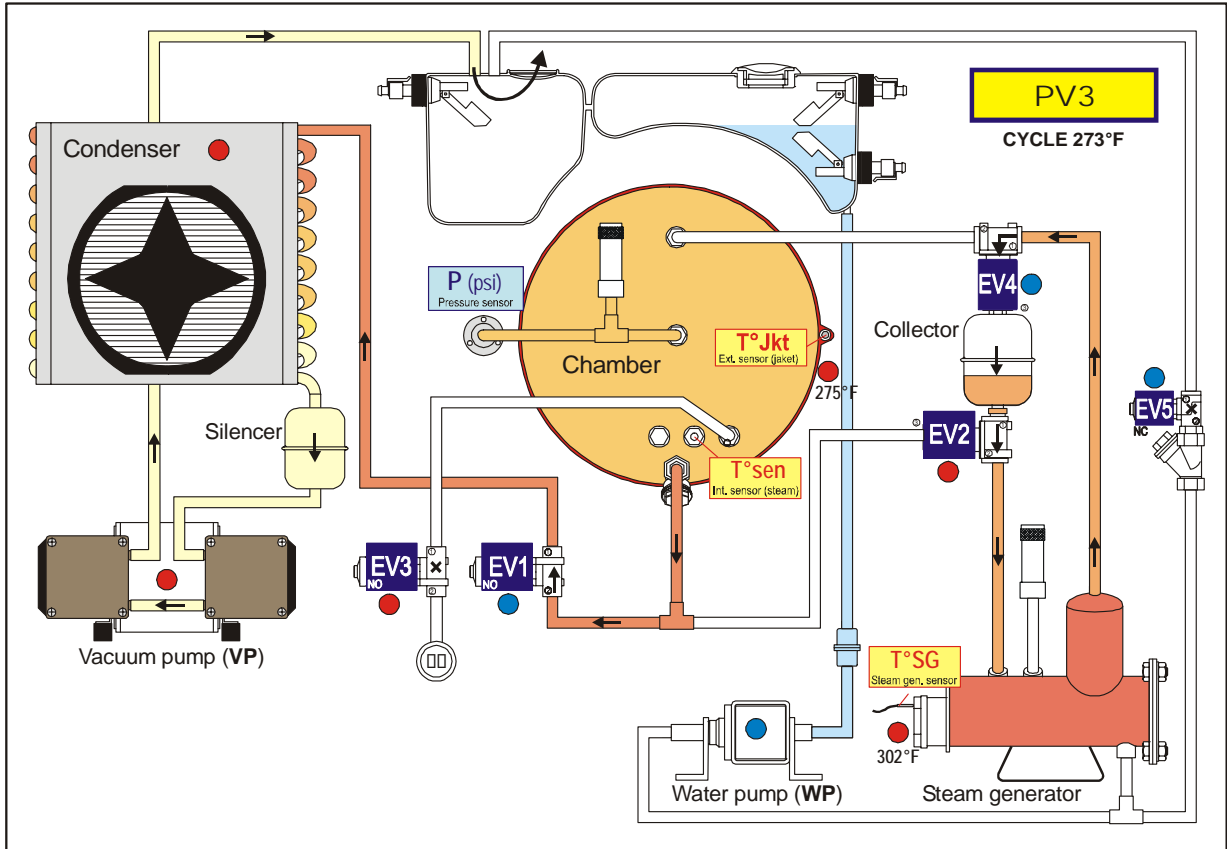 PV3
CYCLE 273°F
Condenser
P (psi)
Pressure sensor
EV4
Collector
T°Jkt
Ext. sensor (jaket)
275°F
Chamber
EV5
NC
Silencer
EV2
T°sen
Int. sensor (steam)
EV3
NO
EV1
NO
Vacuum pump (VP)
T°SG
Steam gen. sensor
302°F
Water pump (WP)
Steam generator